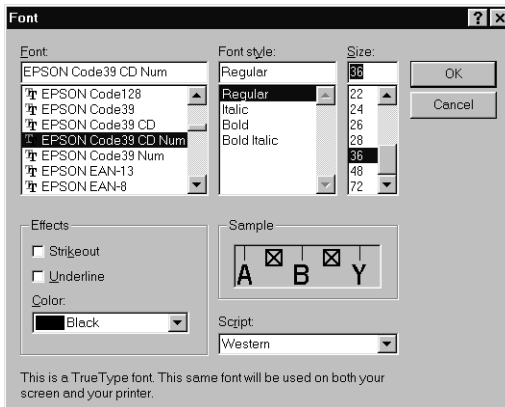 Font
Font:
EPSON Code39 CD Num
EPSON Code128
EPSON Code39
EPSON Code39 CD
EPSON Code39 CD Num
EPSON Code39 Num
EPSON EAN-13
EPSON EAN-8
Font style:
Regular
Regular
Italic
Bold
Bold Italic
Size:
36
22
24
26
28
36
48
72
OK
Cancel
Effects
Strikeout
Underline
Color:
Black
Sample
A B Y
Script:
Western
This is a TrueType font. This same font will be used on both your
screen and your printer.